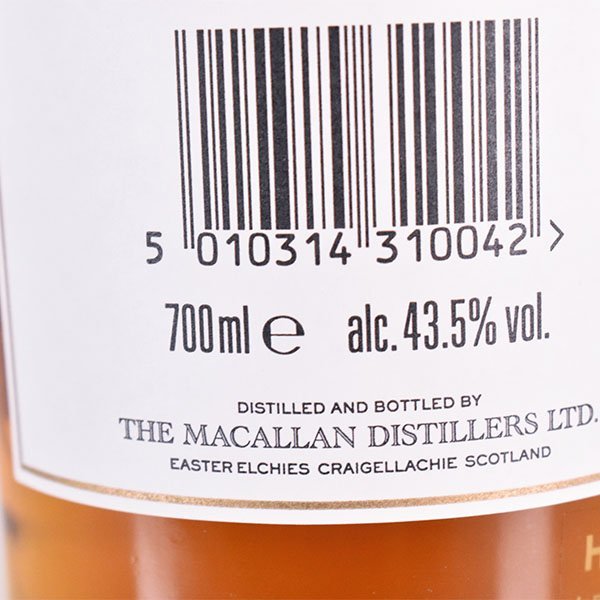 5 010314 310042 >
700ml e alc. 43.5% vol.
DISTILLED AND BOTTLED BY
THE MACALLAN DISTILLERS LTD.
EASTER ELCHIES CRAIGELLACHIE SCOTLAND
H